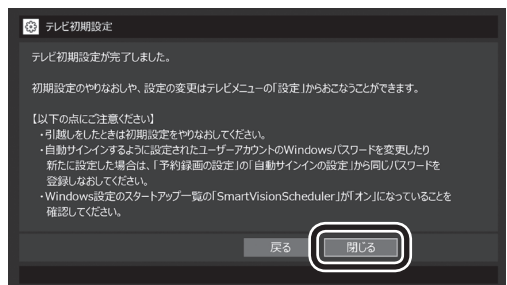 テレビ初期設定
テレビ初期設定が完了しました。
初期設定のやりなおしや、設定の変更はテレビメニューの「設定」からおこなうことができます。
【以下の点にご注意ください】
・引越しをしたときは初期設定をやりなおしてください。
・自動サインインするように設定されたユーザーアカウントのWindowsパスワードを変更したり
新たに設定した場合は、「予約録画の設定」の「自動サインインの設定」から同じパスワードを
登録しなおしてください。
・Windows設定のスタートアップ一覧の「SmartVisionScheduler」が「オン」になっていることを
確認してください。
戻る 閉じる